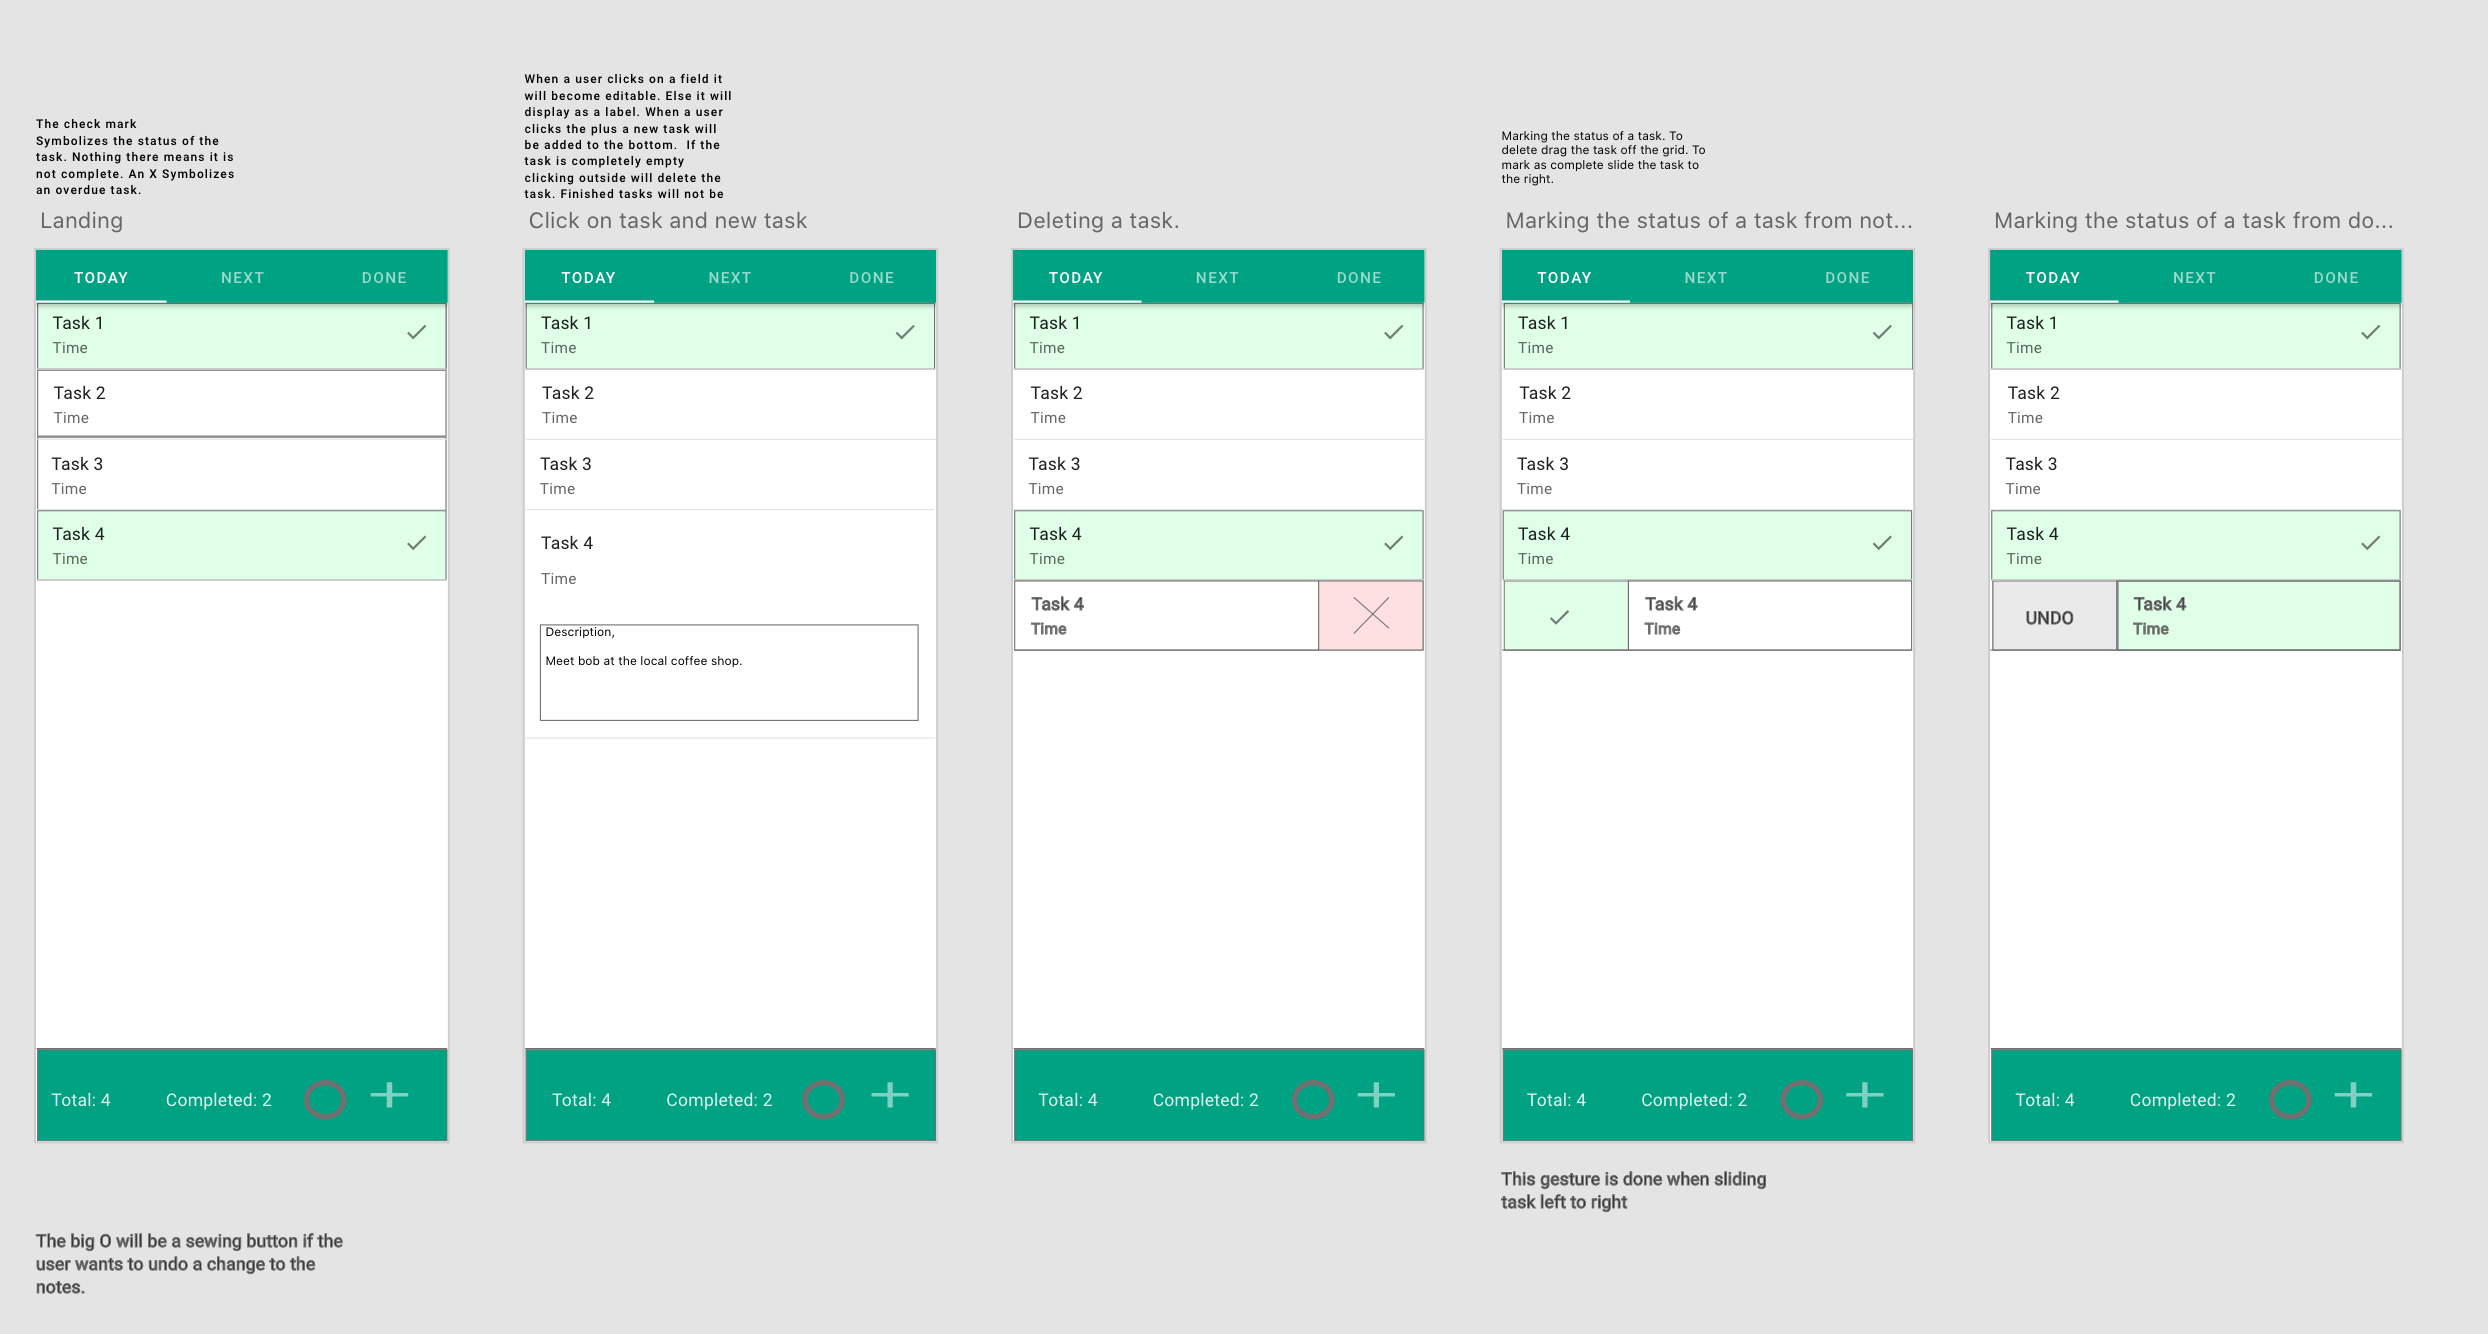 The check mark
Symbolizes the status of the
task. Nothing there means it is
not complete. An X Symbolizes
an overdue task.
Landing
TODAY NEXT DONE
Task 1
Time
Task 2
Time
Task 3
Time
Task 4
Time
Total: 4 Completed: 2
The big O will be a sewing button if the
user wants to undo a change to the
notes.
When a user clicks on a field it
will become editable. Else it will
display as a label. When a user
clicks the plus a new task will
be added to the bottom.  If the
task is completely empty
clicking outside will delete the
task. Finished tasks will not be
Click on task and new task
TODAY NEXT DONE
Task 1
Time
Task 2
Time
Task 3
Time
Task 4
Time
Description,
Meet bob at the local coffee shop.
Total: 4 Completed: 2
Deleting a task.
TODAY NEXT DONE
Task 1
Time
Task 2
Time
Task 3
Time
Task 4
Time
Task 4
Time
Total: 4 Completed: 2
Marking the status of a task. To
delete drag the task off the grid. To
mark as complete slide the task to
the right.
Marking the status of a task from not...
TODAY NEXT DONE
Task 1
Time
Task 2
Time
Task 3
Time
Task 4
Time
Task 4
Time
Total: 4 Completed: 2
This gesture is done when sliding
task left to right
Marking the status of a task from do...
TODAY NEXT DONE
Task 1
Time
Task 2
Time
Task 3
Time
Task 4
Time
UNDO
Task 4
Time
Total: 4 Completed: 2